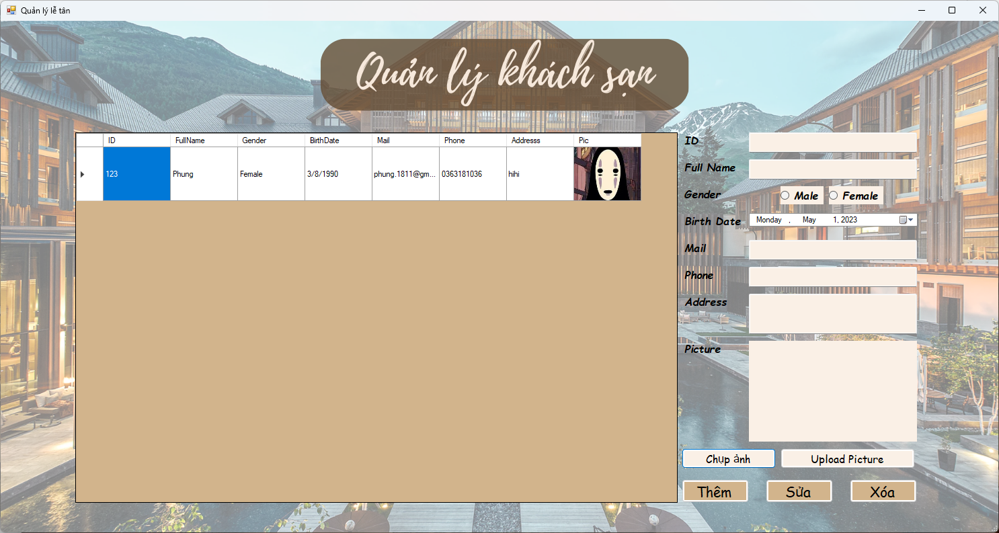 Quản lý lễ tân
Quản lý khách sạn
ID FullName Gender BirthDate Mail Phone Addresss Pic
123 Phung Female 3/8/1990 phung.1811@gm... 0363181036 hihi
ID
Full Name
Gender Male Female
Birth Date Monday , May 1, 2023
Mail
Phone
Address
Picture
Chụp ảnh Upload Picture
Thêm Sửa Xóa